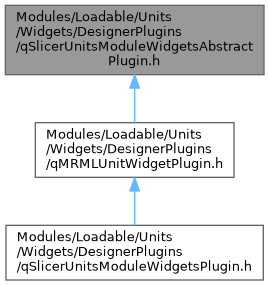 Modules/Loadable/Units
/Widgets/DesignerPlugins
/qSlicerUnitsModuleWidgetsAbstract
Plugin.h
Modules/Loadable/Units
/Widgets/DesignerPlugins
/qMRMLUnitWidgetPlugin.h
Modules/Loadable/Units
/Widgets/DesignerPlugins
/qSlicerUnitsModuleWidgetsPlugin.h